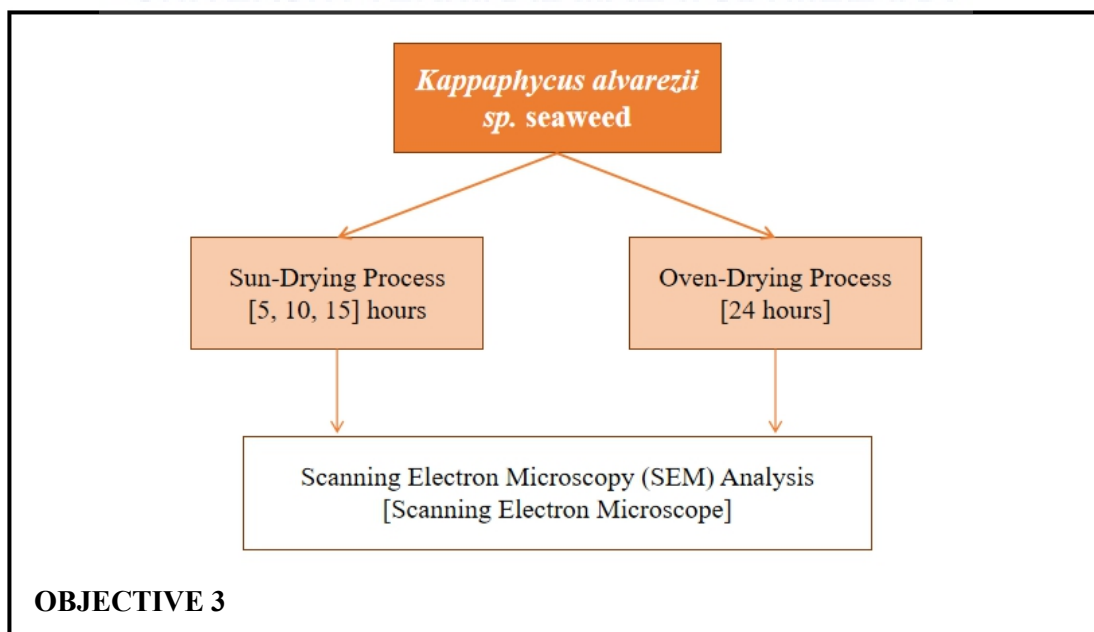 Kappaphycus alvarezii
sp. seaweed
Sun-Drying Process
[5, 10, 15] hours
Oven-Drying Process
[24 hours]
Scanning Electron Microscopy (SEM) Analysis
[Scanning Electron Microscope]
OBJECTIVE 3